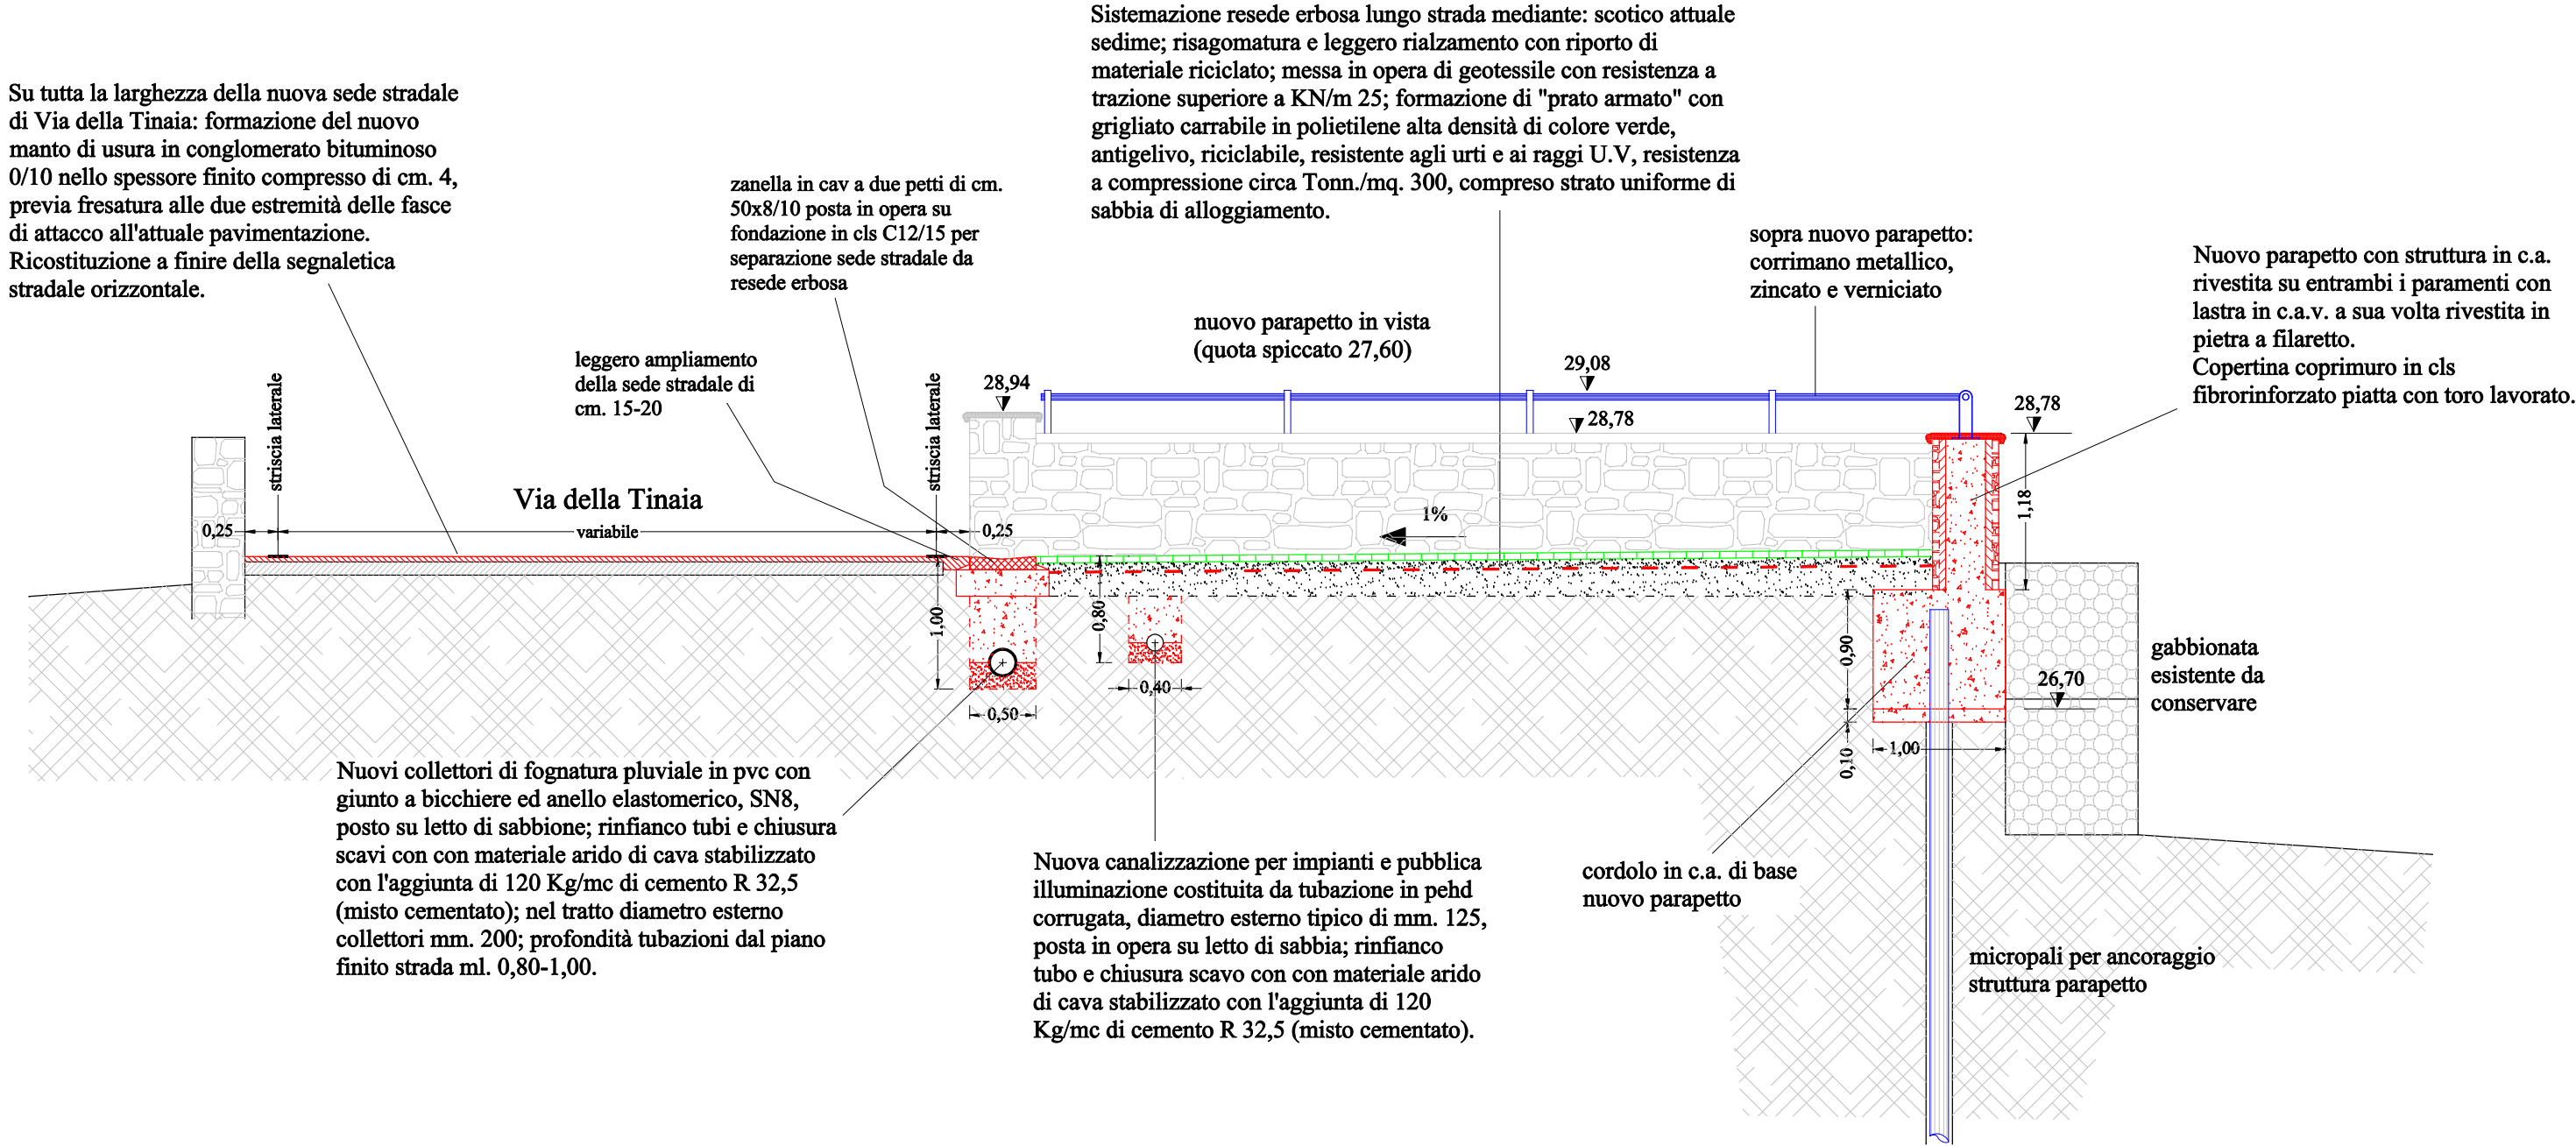 Sistemazione resede erbosa lungo strada mediante: scotico attuale
sedime; risagomatura e leggero rialzamento con riporto di
materiale riciclato; messa in opera di geotessile con resistenza a
trazione superiore a KN/m 25; formazione di "prato armato" con
grigliato carrabile in polietilene alta densità di colore verde,
antigelivo, riciclabile, resistente agli urti e ai raggi U.V, resistenza
a compressione circa Tonn./mq. 300, compreso strato uniforme di
sabbia di alloggiamento.
Su tutta la larghezza della nuova sede stradale
di Via della Tinaia: formazione del nuovo
manto di usura in conglomerato bituminoso
0/10 nello spessore finito compresso di cm. 4,
previa fresatura alle due estremità delle fasce
di attacco all'attuale pavimentazione.
Ricostituzione a finire della segnaletica
stradale orizzontale.
zanella in cav a due petti di cm.
50x8/10 posta in opera su
fondazione in cls C12/15 per
separazione sede stradale da
resede erbosa
sopra nuovo parapetto:
corrimano metallico,
zincato e verniciato
Nuovo parapetto con struttura in c.a.
rivestita su entrambi i paramenti con
lastra in c.a.v. a sua volta rivestita in
pietra a filaretto.
Copertina coprimuro in cls
fibrorinforzato piatta con toro lavorato.
nuovo parapetto in vista
(quota spiccato 27,60)
leggero ampliamento
della sede stradale di
cm. 15-20
striscia laterale
striscia laterale
28,94
29,08
28,78
28,78
Via della Tinaia
0,25
variabile
0,25
1%
1,18
1,00
0,80
0,50
0,40
0,90
0,10
1,00
26,70
gabbionata
esistente da
conservare
Nuovi collettori di fognatura pluviale in pvc con
giunto a bicchiere ed anello elastomerico, SN8,
posto su letto di sabbione; rinfianco tubi e chiusura
scavi con con materiale arido di cava stabilizzato
con l'aggiunta di 120 Kg/mc di cemento R 32,5
(misto cementato); nel tratto diametro esterno
collettori mm. 200; profondità tubazioni dal piano
finito strada ml. 0,80-1,00.
Nuova canalizzazione per impianti e pubblica
illuminazione costituita da tubazione in pehd
corrugata, diametro esterno tipico di mm. 125,
posta in opera su letto di sabbia; rinfianco
tubo e chiusura scavo con con materiale arido
di cava stabilizzato con l'aggiunta di 120
Kg/mc di cemento R 32,5 (misto cementato).
cordolo in c.a. di base
nuovo parapetto
micropali per ancoraggio
struttura parapetto